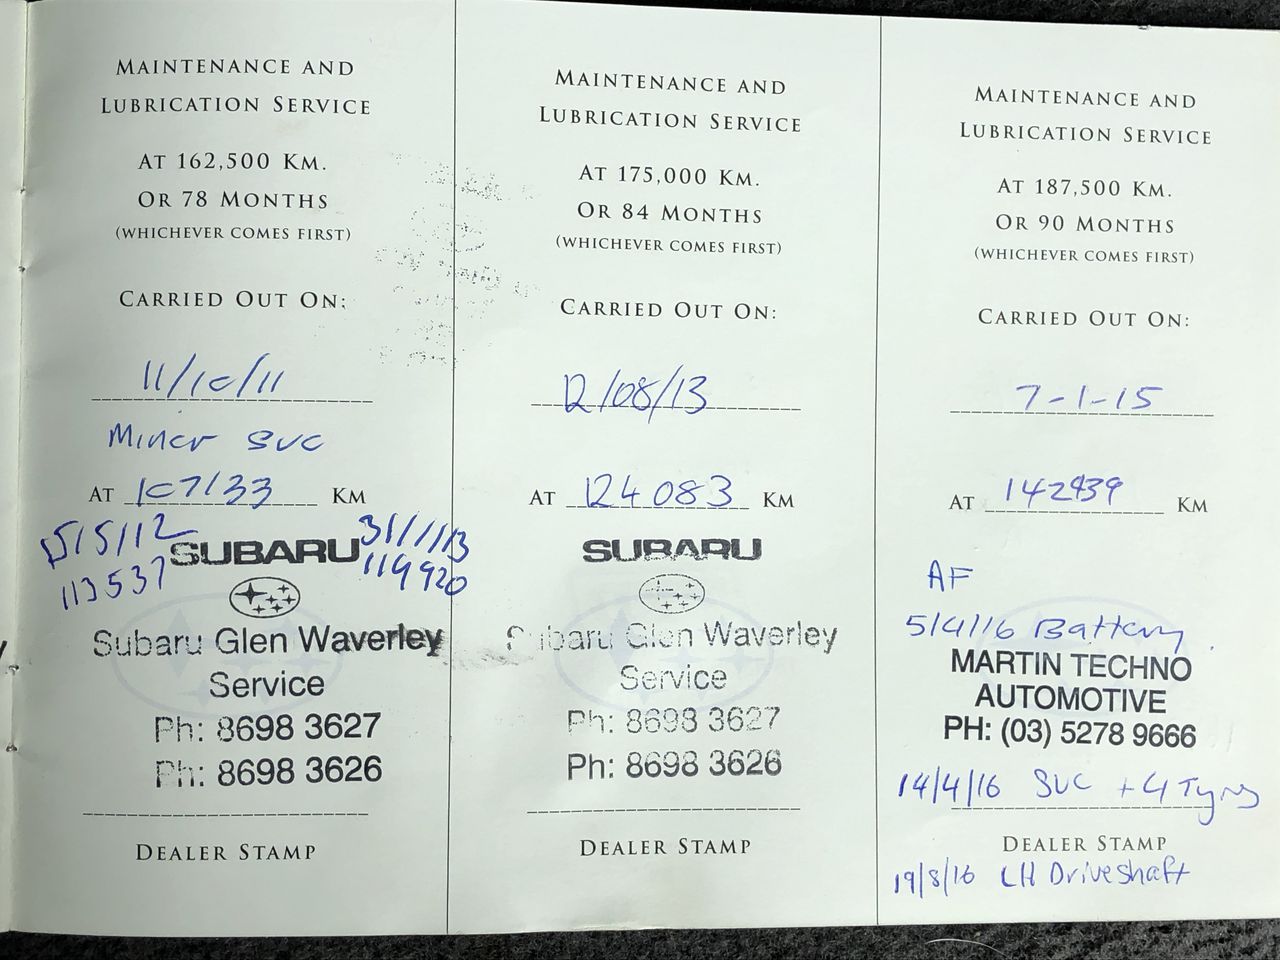 MAINTENANCE AND
LUBRICATION SERVICE
AT 162,500 KM.
OR 78 MONTHS
(WHICHEVER COMES FIRST)
CARRIED OUT ON:
11/10/11
Minor SVC
AT 107133 KM
15/5/12
113537
31/1/13
119920
SUBARU
Subaru Glen Waverley
Service
Ph: 8698 3627
Ph: 8698 3626
DEALER STAMP
MAINTENANCE AND
LUBRICATION SERVICE
AT 175,000 KM.
OR 84 MONTHS
(WHICHEVER COMES FIRST)
CARRIED OUT ON:
12/08/13
AT 124083 KM
SUBARU
Subaru Glen Waverley
Service
Ph: 8698 3627
Ph: 8698 3626
DEALER STAMP
MAINTENANCE AND
LUBRICATION SERVICE
AT 187,500 KM.
OR 90 MONTHS
(WHICHEVER COMES FIRST)
CARRIED OUT ON:
7-1-15
AT 142939 KM
AF
5/4/16 Battery
MARTIN TECHNO
AUTOMOTIVE
PH: (03) 5278 9666
14/4/16 SVC + 4 Tyres
DEALER STAMP
19/8/16 LH Driveshaft